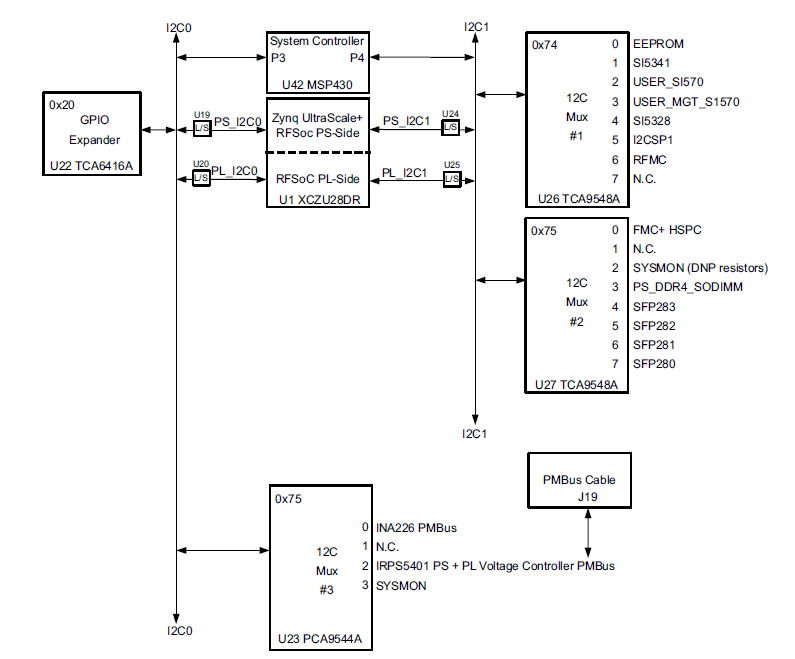 I2C0
I2C1
System Controller
P3 P4
U42 MSP430
0x20
GPIO
Expander
U22 TCA6416A
U19
L/S
PS_I2C0
Zynq UltraScale+
RFSoc PS-Side
PS_I2C1
U24
L/S
U20
L/S
PL_I2C0
RFSoC PL-Side
U1 XCZU28DR
PL_I2C1
U25
L/S
0x74
12C
Mux
#1
U26 TCA9548A
0 EEPROM
1 SI5341
2 USER_SI570
3 USER_MGT_S1570
4 SI5328
5 I2CSP1
6 RFMC
7 N.C.
0x75
12C
Mux
#2
U27 TCA9548A
0 FMC+ HSPC
1 N.C.
2 SYSMON (DNP resistors)
3 PS_DDR4_SODIMM
4 SFP283
5 SFP282
6 SFP281
7 SFP280
I2C1
PMBus Cable
J19
0x75
12C
Mux
#3
U23 PCA9544A
0 INA226 PMBus
1 N.C.
2 IRPS5401 PS + PL Voltage Controller PMBus
3 SYSMON
I2C0